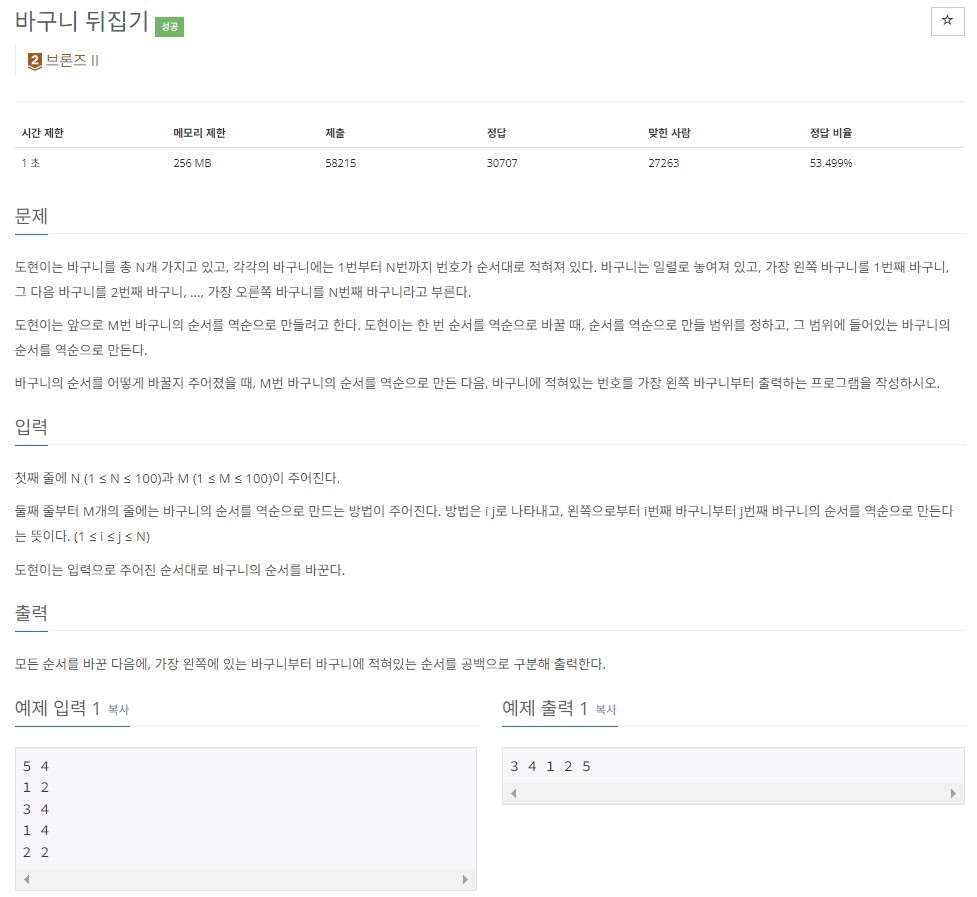 바구니 뒤집기 성공
☆
2 브론즈 II
시간 제한 메모리 제한 제출 정답 맞힌 사람 정답 비율
1 초 256 MB 58215 30707 27263 53.499%
문제
도현이는 바구니를 총 N개 가지고 있고, 각각의 바구니에는 1번부터 N번까지 번호가 순서대로 적혀져 있다. 바구니는 일렬로 놓여져 있고, 가장 왼쪽 바구니를 1번째 바구니,
그 다음 바구니를 2번째 바구니, ..., 가장 오른쪽 바구니를 N번째 바구니라고 부른다.
도현이는 앞으로 M번 바구니의 순서를 역순으로 만들려고 한다. 도현이는 한 번 순서를 역순으로 바꿀 때, 순서를 역순으로 만들 범위를 정하고, 그 범위에 들어있는 바구니의
순서를 역순으로 만든다.
바구니의 순서를 어떻게 바꿀지 주어졌을 때, M번 바구니의 순서를 역순으로 만든 다음, 바구니에 적혀있는 번호를 가장 왼쪽 바구니부터 출력하는 프로그램을 작성하시오.
입력
첫째 줄에 N (1 ≤ N ≤ 100)과 M (1 ≤ M ≤ 100)이 주어진다.
둘째 줄부터 M개의 줄에는 바구니의 순서를 역순으로 만드는 방법이 주어진다. 방법은 i j로 나타내고, 왼쪽으로부터 i번째 바구니부터 j번째 바구니의 순서를 역순으로 만든다
는 뜻이다. (1 ≤ i ≤ j ≤ N)
도현이는 입력으로 주어진 순서대로 바구니의 순서를 바꾼다.
출력
모든 순서를 바꾼 다음에, 가장 왼쪽에 있는 바구니부터 바구니에 적혀있는 순서를 공백으로 구분해 출력한다.
예제 입력 1 복사
5 4
1 2
3 4
1 4
2 2
예제 출력 1 복사
3 4 1 2 5